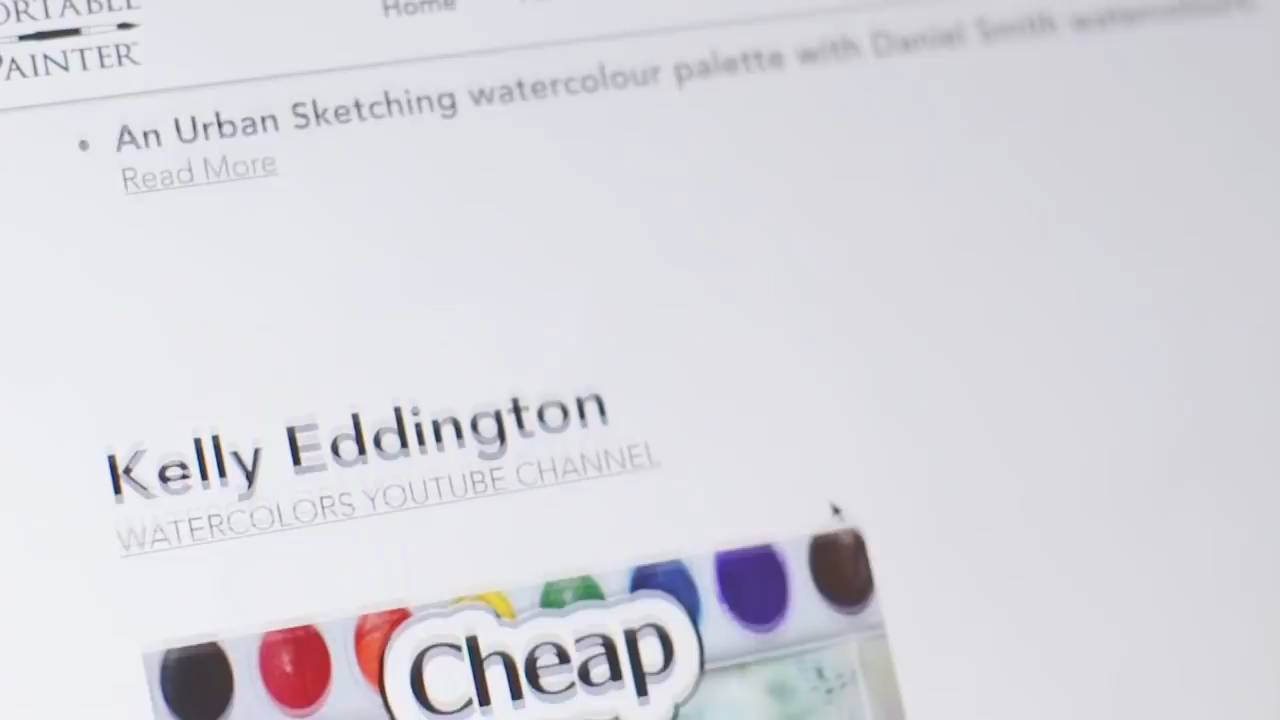 Home
PAINTER
• An Urban Sketching watercolour palette with Daniel Smith watercolours.
Read More
Kelly Eddington
WATERCOLORS YOUTUBE CHANNEL
Cheap